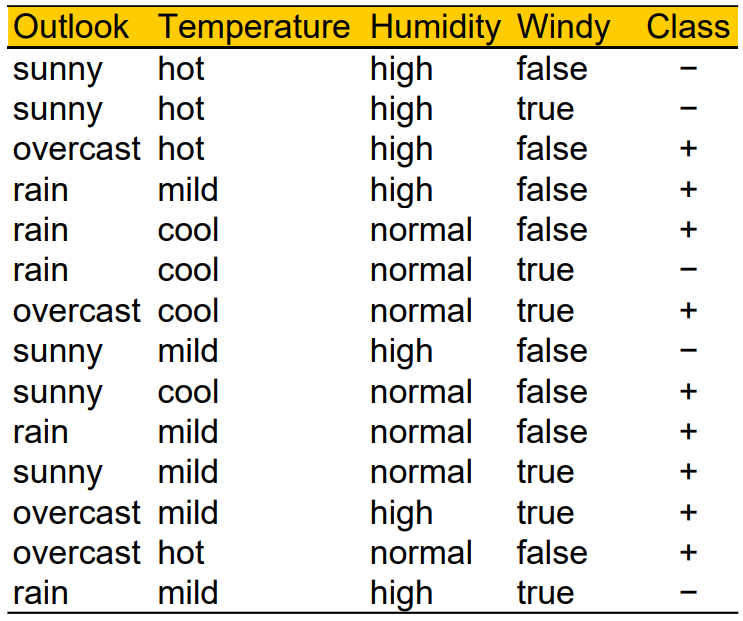 Outlook Temperature Humidity Windy Class
sunny hot high false −
sunny hot high true −
overcast hot high false +
rain mild high false +
rain cool normal false +
rain cool normal true −
overcast cool normal true +
sunny mild high false −
sunny cool normal false +
rain mild normal false +
sunny mild normal true +
overcast mild high true +
overcast hot normal false +
rain mild high true −